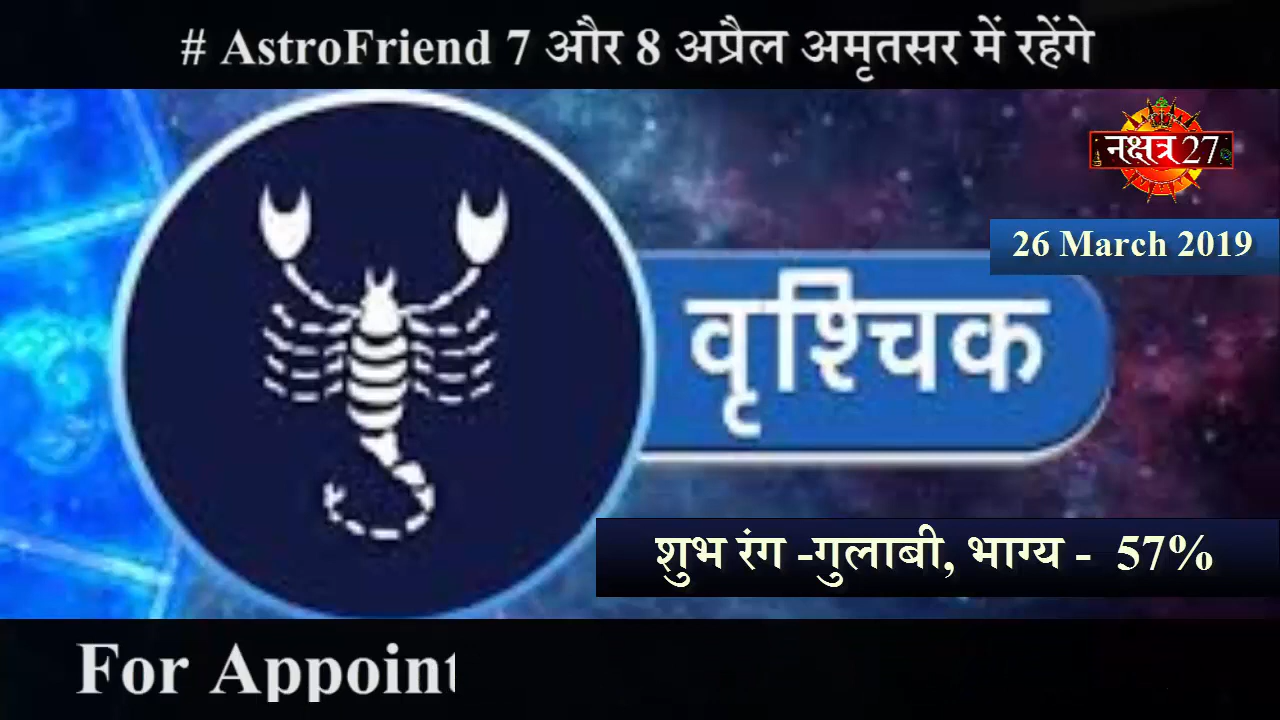 # AstroFriend 7 और 8 अप्रैल अमृतसर में रहेंगे
नक्षत्र 27
26 March 2019
वृश्चिक
शुभ रंग -गुलाबी, भाग्य - 57%
For Appoint